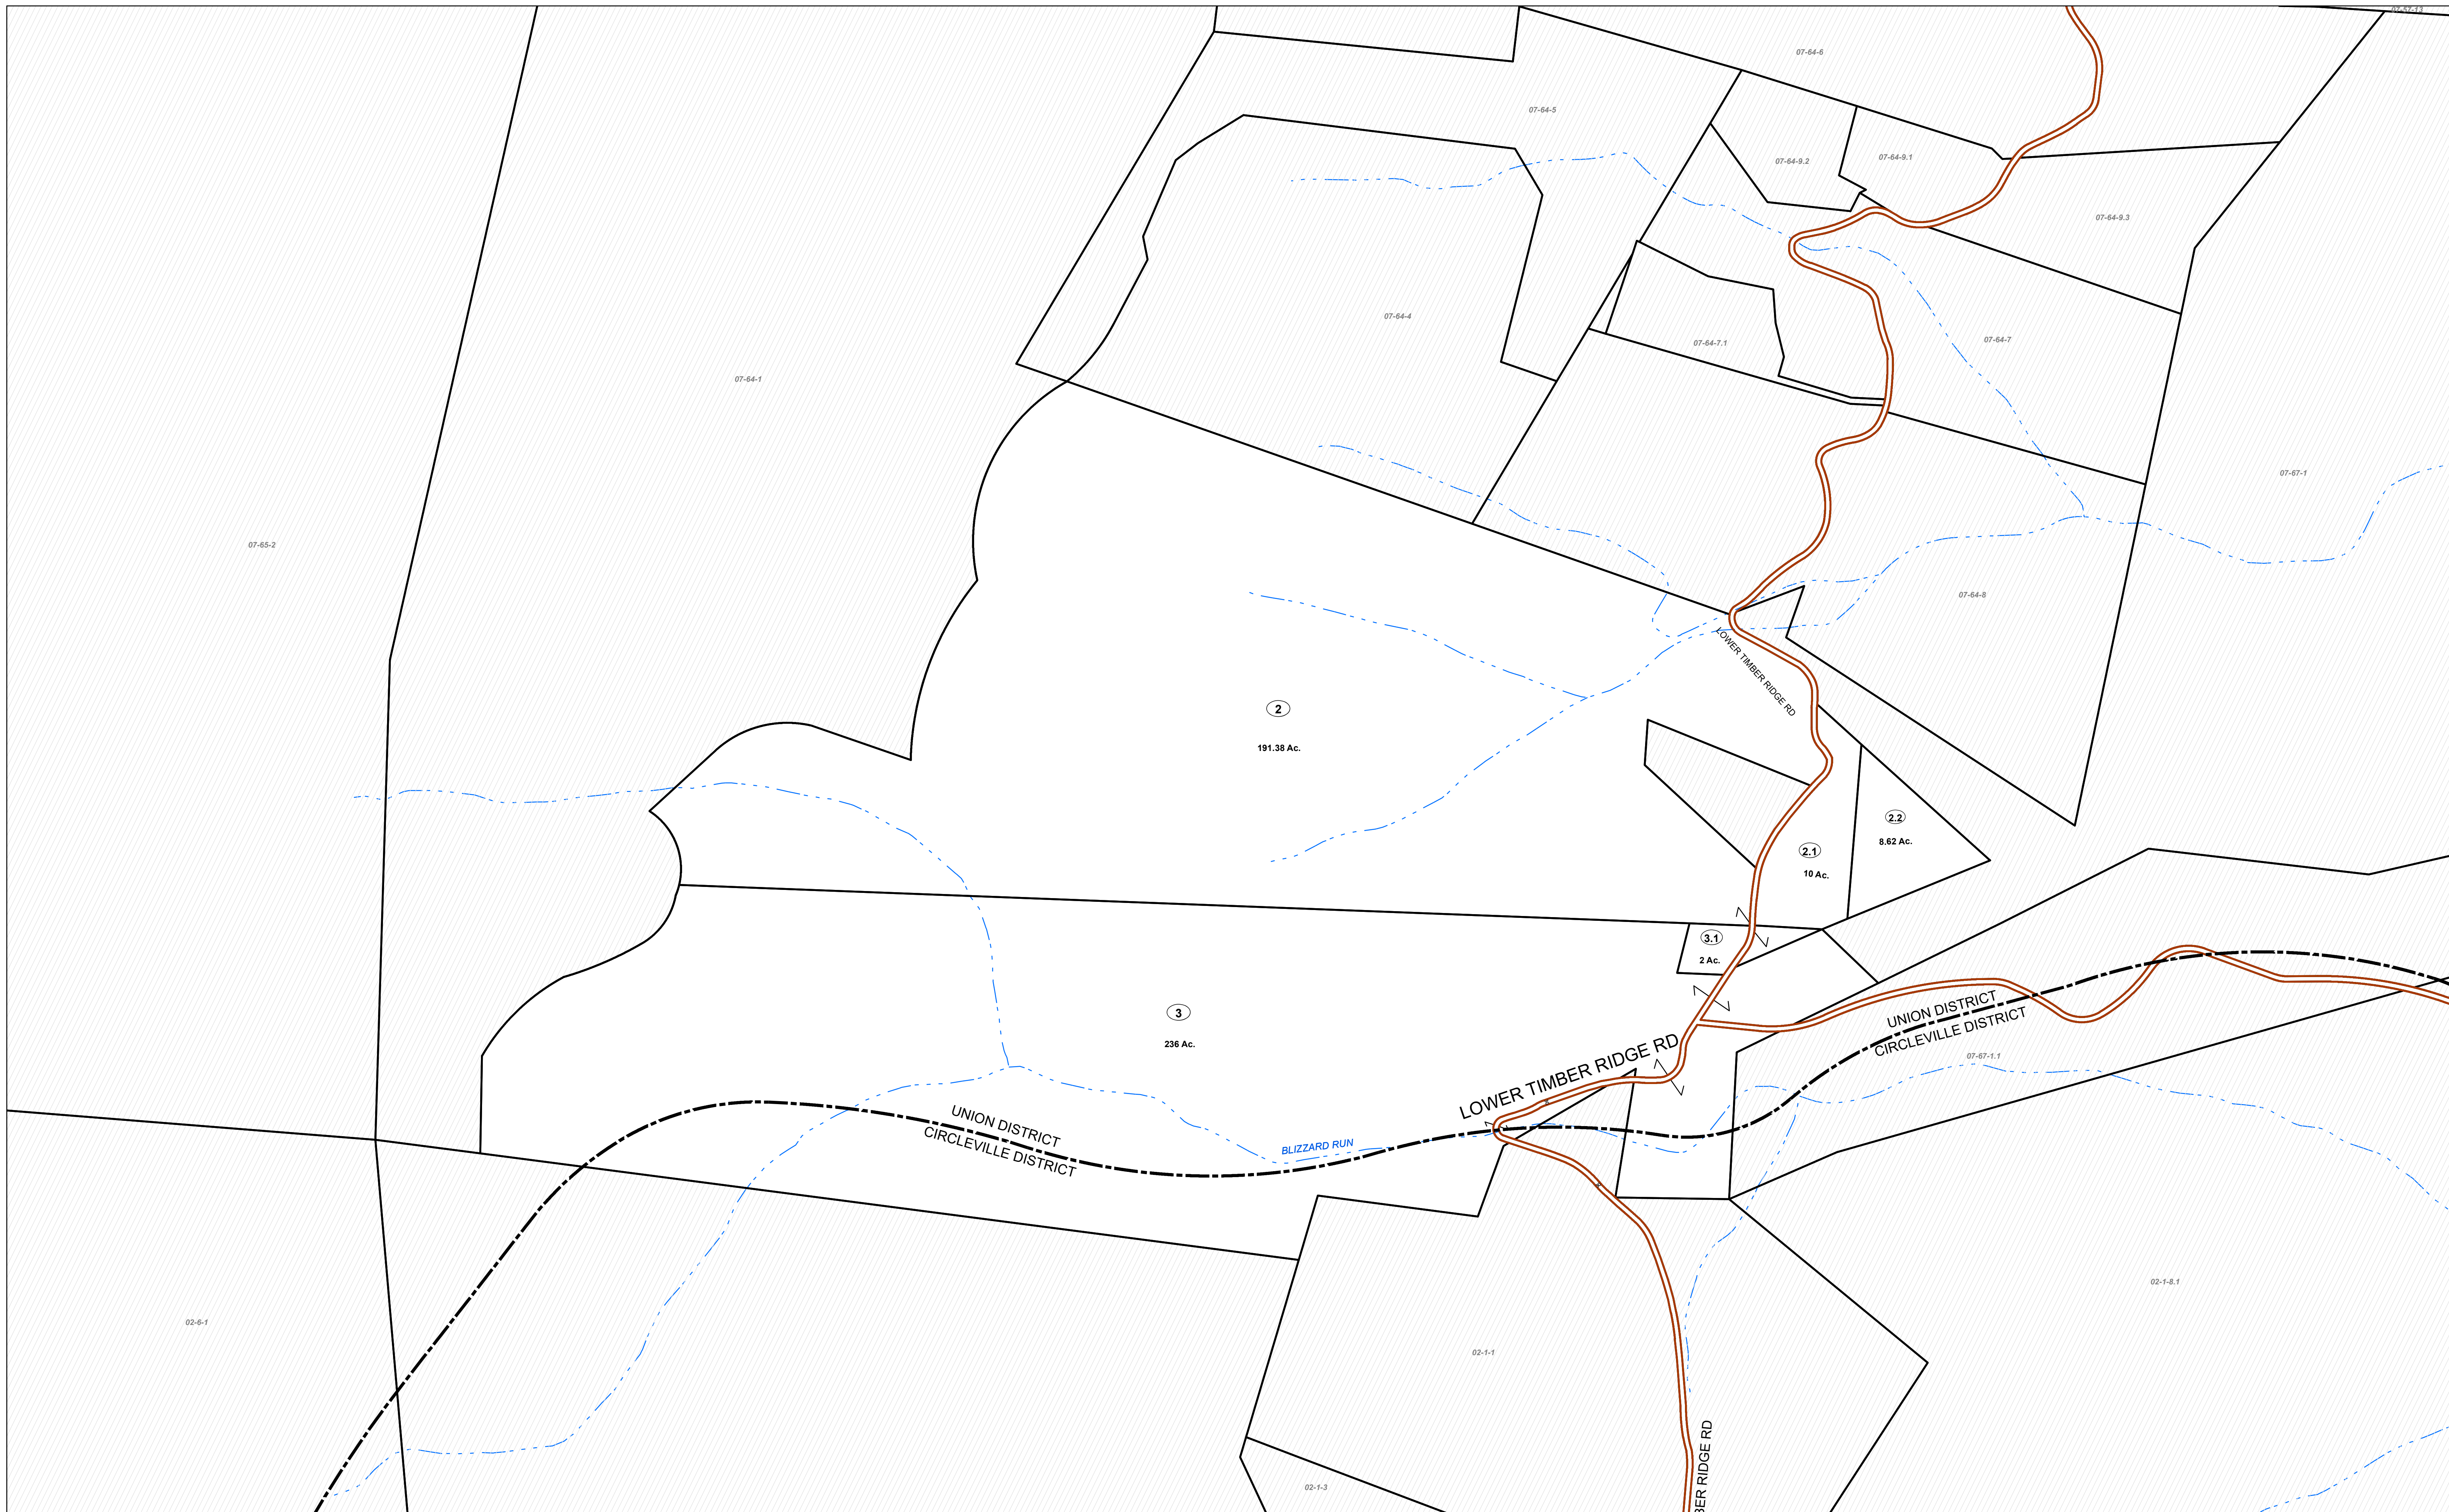 07-57-13
07-64-6
07-64-5
07-64-9.2
07-64-9.1
07-64-9.3
07-64-4
07-64-7.1
07-64-7
07-64-1
07-67-1
07-65-2
07-64-8
LOWER TIMBER RIDGE RD
2
191.38 Ac.
2.2
8.62 Ac.
2.1
10 Ac.
3.1
2 Ac.
3
236 Ac.
UNION DISTRICT
CIRCLEVILLE DISTRICT
07-67-1.1
LOWER TIMBER RIDGE RD
UNION DISTRICT
CIRCLEVILLE DISTRICT
BLIZZARD RUN
02-1-8.1
02-6-1
02-1-1
BER RIDGE RD
02-1-3